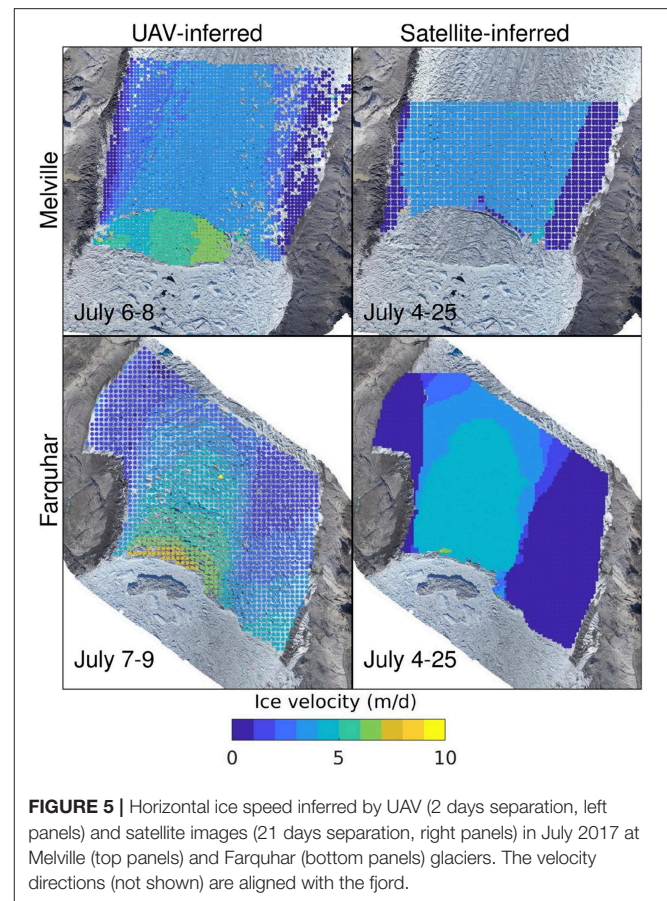 UAV-inferred
Satellite-inferred
Melville
July 6-8
July 4-25
Farquhar
July 7-9
July 4-25
Ice velocity (m/d)
0
5
10
FIGURE 5 | Horizontal ice speed inferred by UAV (2 days separation, left
panels) and satellite images (21 days separation, right panels) in July 2017 at
Melville (top panels) and Farquhar (bottom panels) glaciers. The velocity
directions (not shown) are aligned with the fjord.